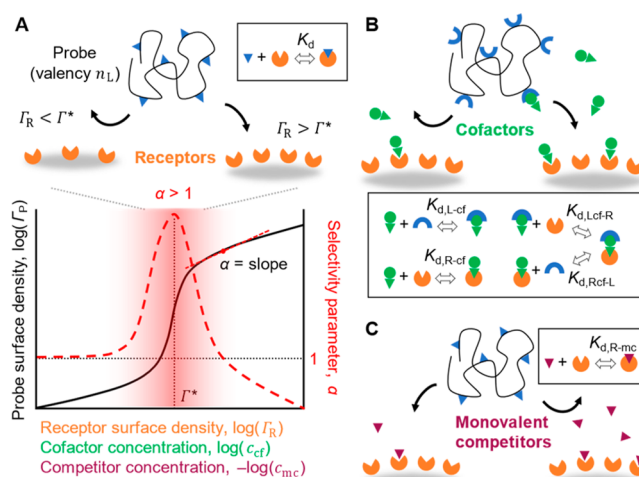 A
Probe
(valency nL)
Kd
+
ΓR < Γ*
ΓR > Γ*
Receptors
α > 1
α = slope
Probe surface density, log(ΓP)
Selectivity parameter, α
1
Γ*
Receptor surface density, log(ΓR)
Cofactor concentration, log(ccf)
Competitor concentration, −log(cmc)
B
Cofactors
+ Kd,L-cf
+ Kd,Lcf-R
+ Kd,R-cf
+ Kd,Rcf-L
C
Kd,R-mc
+
Monovalent
competitors